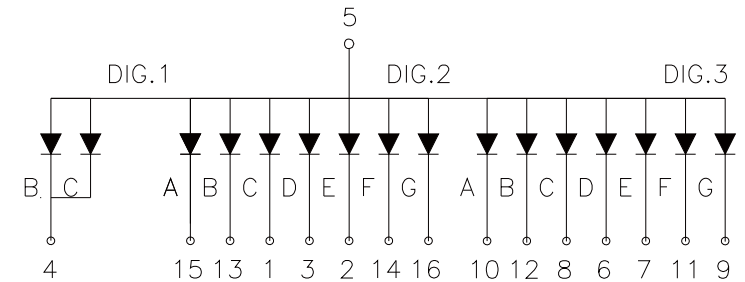 5
DIG.1 DIG.2 DIG.3
B. C A B C D E F G A B C D E F G
4 15 13 1 3 2 14 16 10 12 8 6 7 11 9